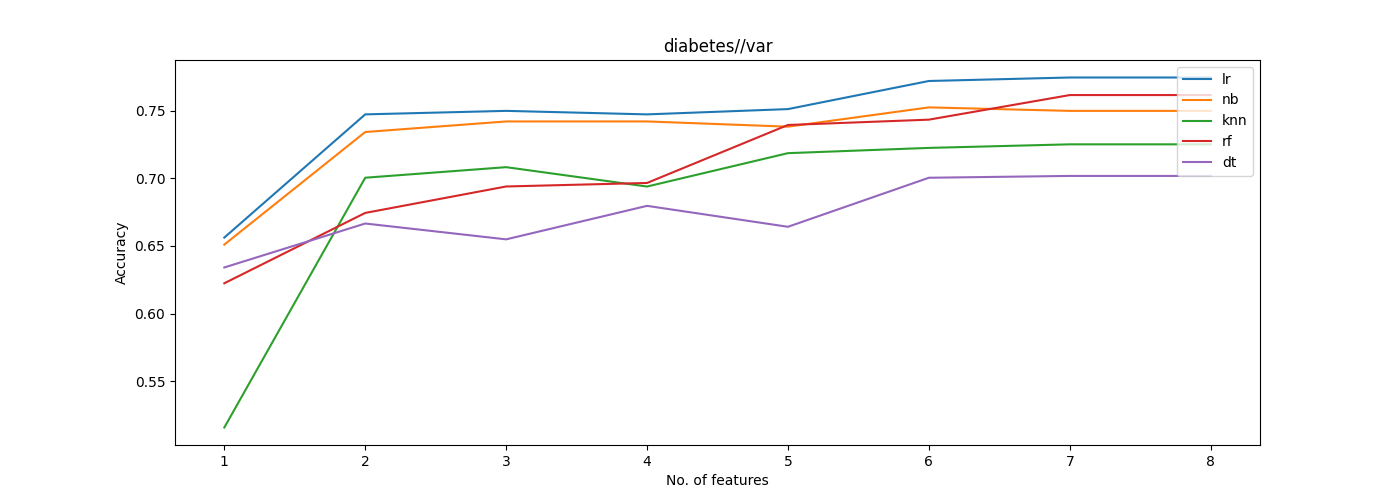 diabetes//var
lr
nb
knn
rf
dt
0.75
0.70
0.65
0.60
0.55
Accuracy
1 2 3 4 5 6 7 8
No. of features